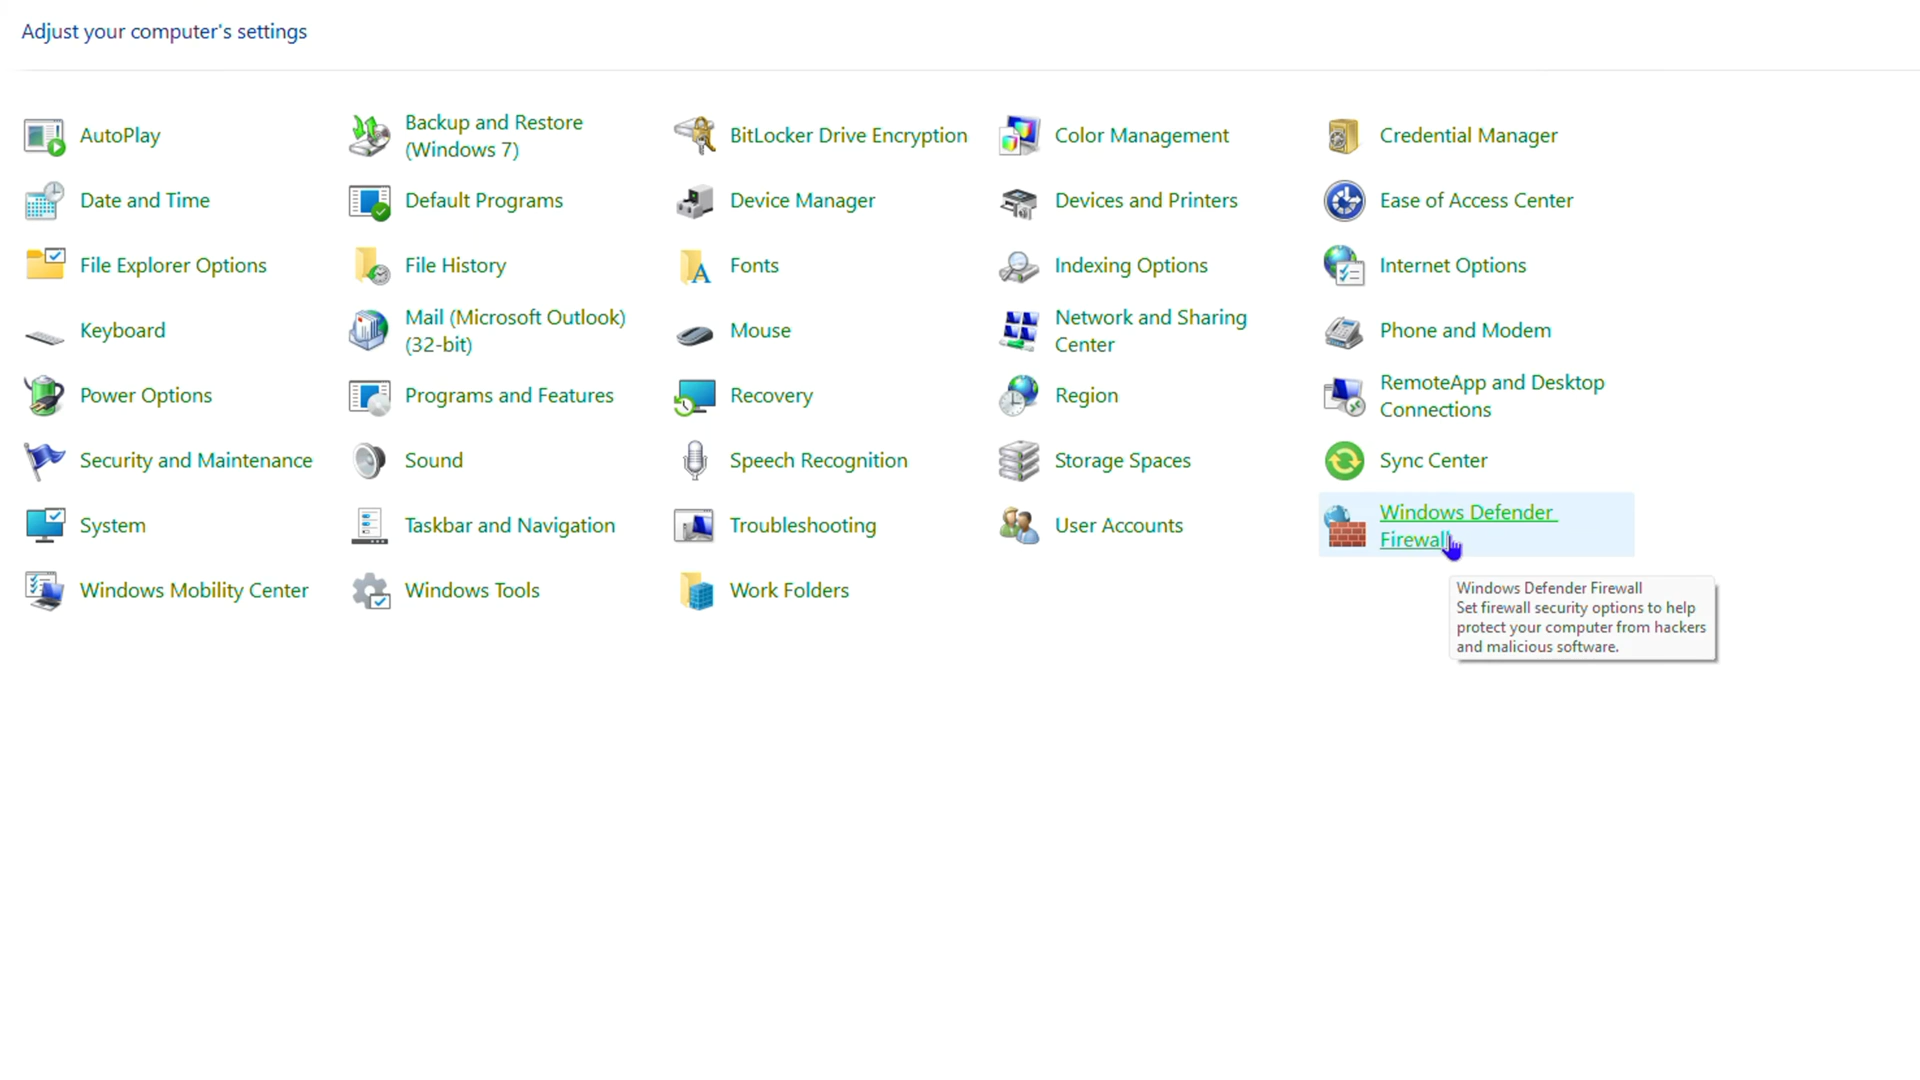 Adjust your computer's settings
AutoPlay
Backup and Restore
(Windows 7)
BitLocker Drive Encryption
Color Management
Credential Manager
Date and Time
Default Programs
Device Manager
Devices and Printers
Ease of Access Center
File Explorer Options
File History
Fonts
Indexing Options
Internet Options
Keyboard
Mail (Microsoft Outlook)
(32-bit)
Mouse
Network and Sharing
Center
Phone and Modem
Power Options
Programs and Features
Recovery
Region
RemoteApp and Desktop
Connections
Security and Maintenance
Sound
Speech Recognition
Storage Spaces
Sync Center
System
Taskbar and Navigation
Troubleshooting
User Accounts
Windows Defender
Firewall
Windows Mobility Center
Windows Tools
Work Folders
Windows Defender Firewall
Set firewall security options to help
protect your computer from hackers
and malicious software.